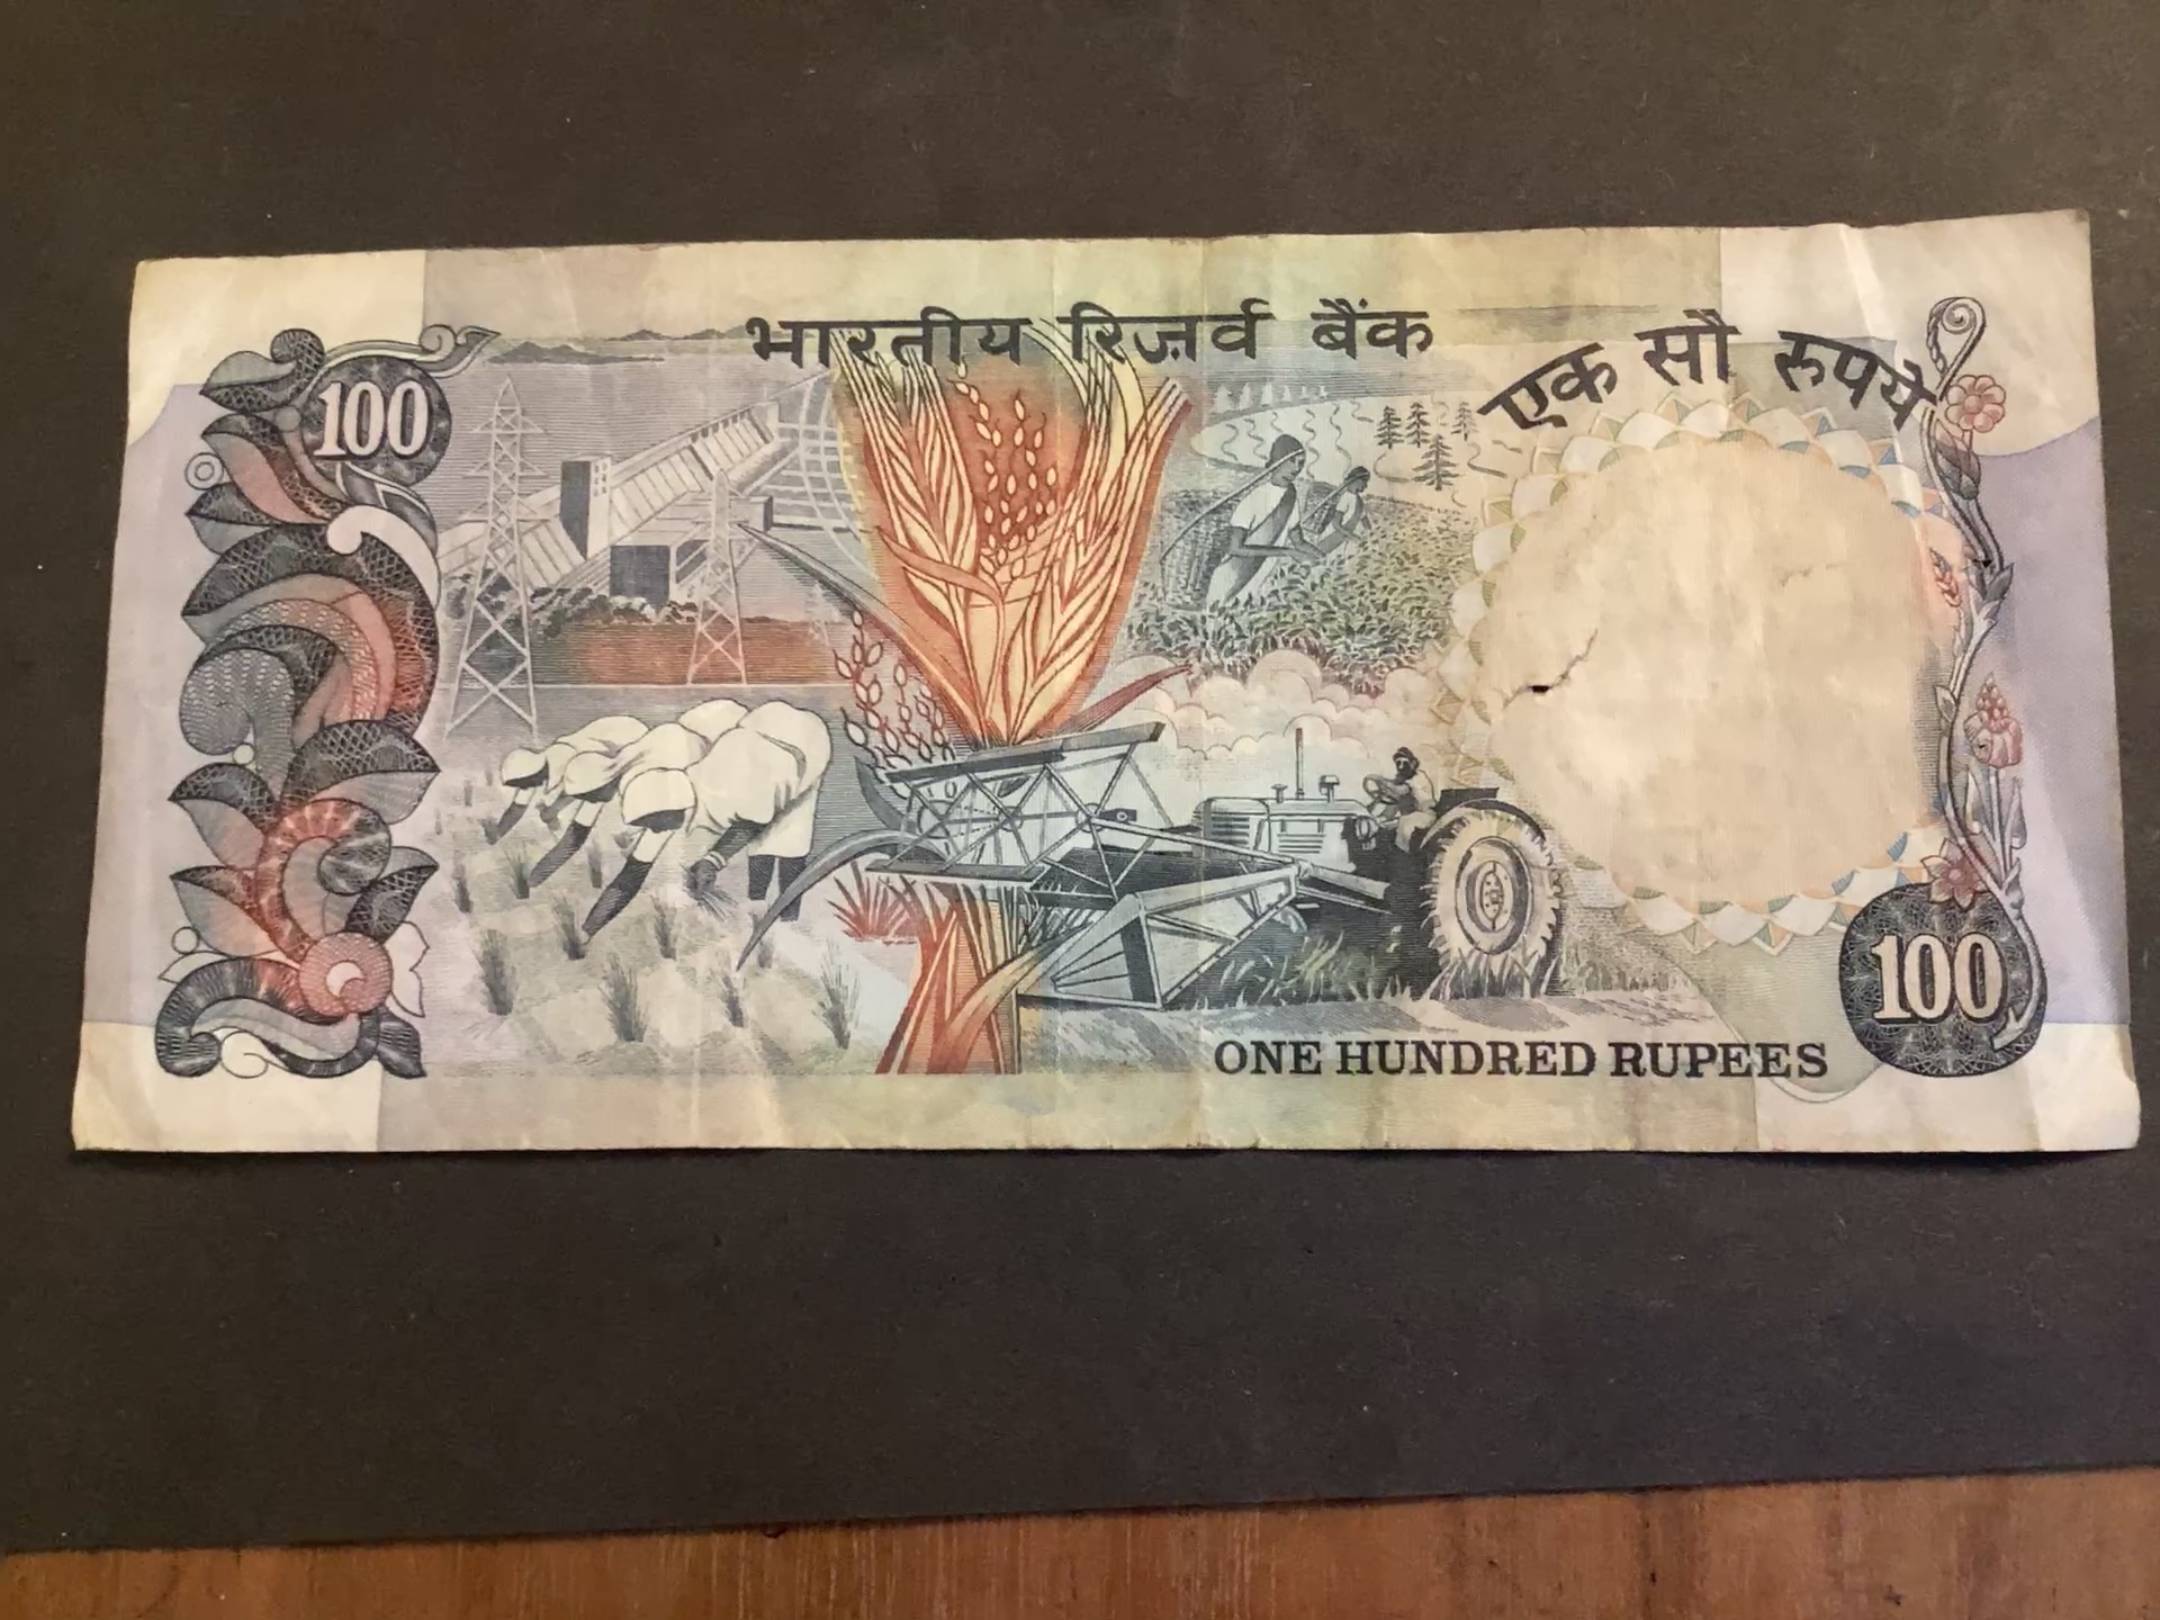 भारतीय रिज़र्व बैंक
एक सौ रुपये
100
ONE HUNDRED RUPEES
100